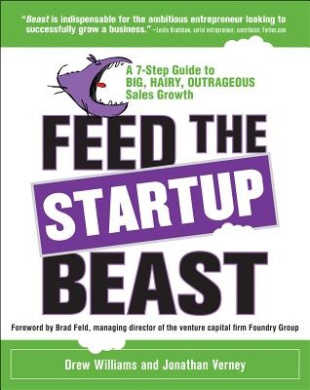 "Beast is indispensable for the ambitious entrepreneur looking to
successfully grow a business." –Leslie Bradshaw, serial entrepreneur; contributor, Forbes.com
A 7-Step Guide to
BIG, HAIRY, OUTRAGEOUS
Sales Growth
FEED THE
STARTUP
BEAST
Foreword by Brad Feld, managing director of the venture capital firm Foundry Group
Drew Williams and Jonathan Verney